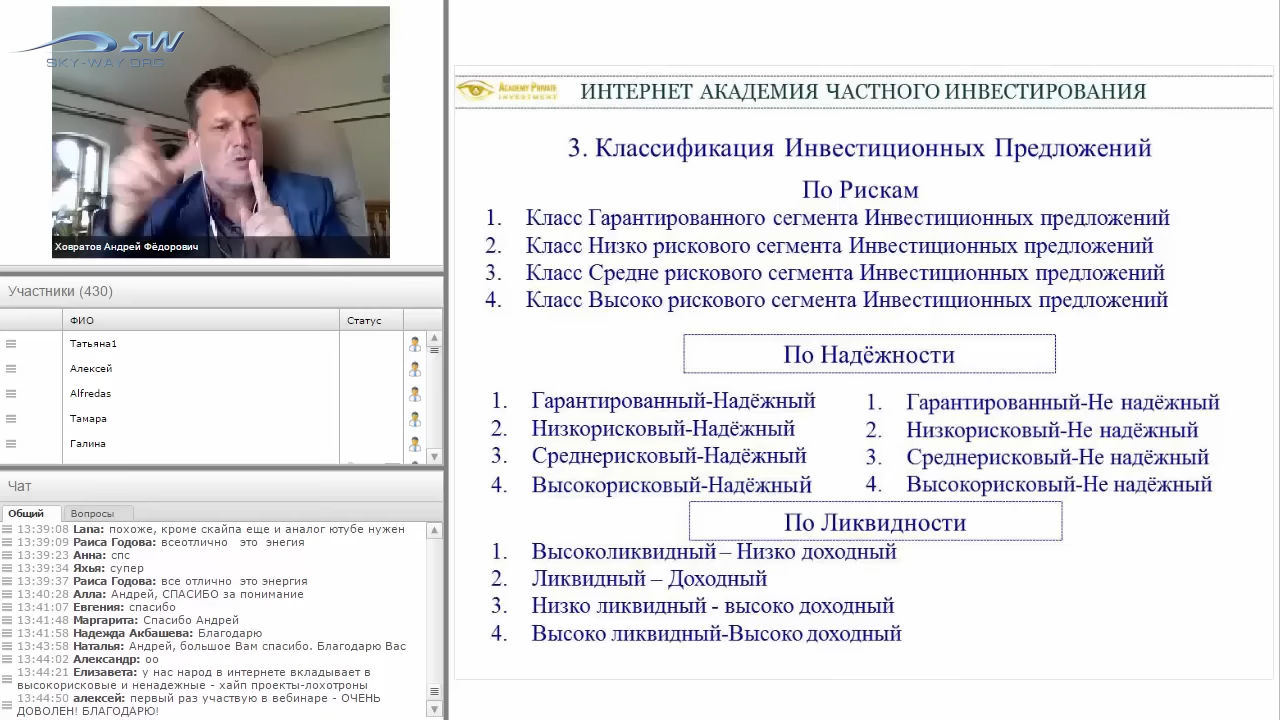 SW
SKY-WAY.ORG
Ховратов Андрей Фёдорович
Участники (430)
ФИО
Статус
Татьяна1
Алексей
Alfredas
Тамара
Галина
Чат
Общий
Вопросы
13:39:08 Lana: похоже, кроме скайпа еще и аналог ютубе нужен
13:39:09 Раиса Годова: всеотлично это энегия
13:39:23 Анна: спс
13:39:34 Яхья: супер
13:39:37 Раиса Годова: все отлично это энергия
13:40:28 Алла: Андрей, СПАСИБО за понимание
13:41:07 Евгения: спасибо
13:41:48 Маргарита: Спасибо Андрей
13:41:58 Надежда Акбашева: Благодарю
13:43:58 Наталья: Андрей, большое Вам спасибо. Благодарю Вас
13:44:02 Александр: оо
13:44:21 Елизавета: у нас народ в интернете вкладывает в
высокорисковые и ненадежные - хайп проекты-лохотроны
13:44:50 алексей: первый раз участвую в вебинаре - ОЧЕНЬ
ДОВОЛЕН! БЛАГОДАРЮ!
ACADEMY PRIVATE
INVESTMENT
ИНТЕРНЕТ АКАДЕМИЯ ЧАСТНОГО ИНВЕСТИРОВАНИЯ
3. Классификация Инвестиционных Предложений
По Рискам
1. Класс Гарантированного сегмента Инвестиционных предложений
2. Класс Низко рискового сегмента Инвестиционных предложений
3. Класс Средне рискового сегмента Инвестиционных предложений
4. Класс Высоко рискового сегмента Инвестиционных предложений
По Надёжности
1. Гарантированный-Надёжный
2. Низкорисковый-Надёжный
3. Среднерисковый-Надёжный
4. Высокорисковый-Надёжный
1. Гарантированный-Не надёжный
2. Низкорисковый-Не надёжный
3. Среднерисковый-Не надёжный
4. Высокорисковый-Не надёжный
По Ликвидности
1. Высоколиквидный – Низко доходный
2. Ликвидный – Доходный
3. Низко ликвидный - высоко доходный
4. Высоко ликвидный-Высоко доходный